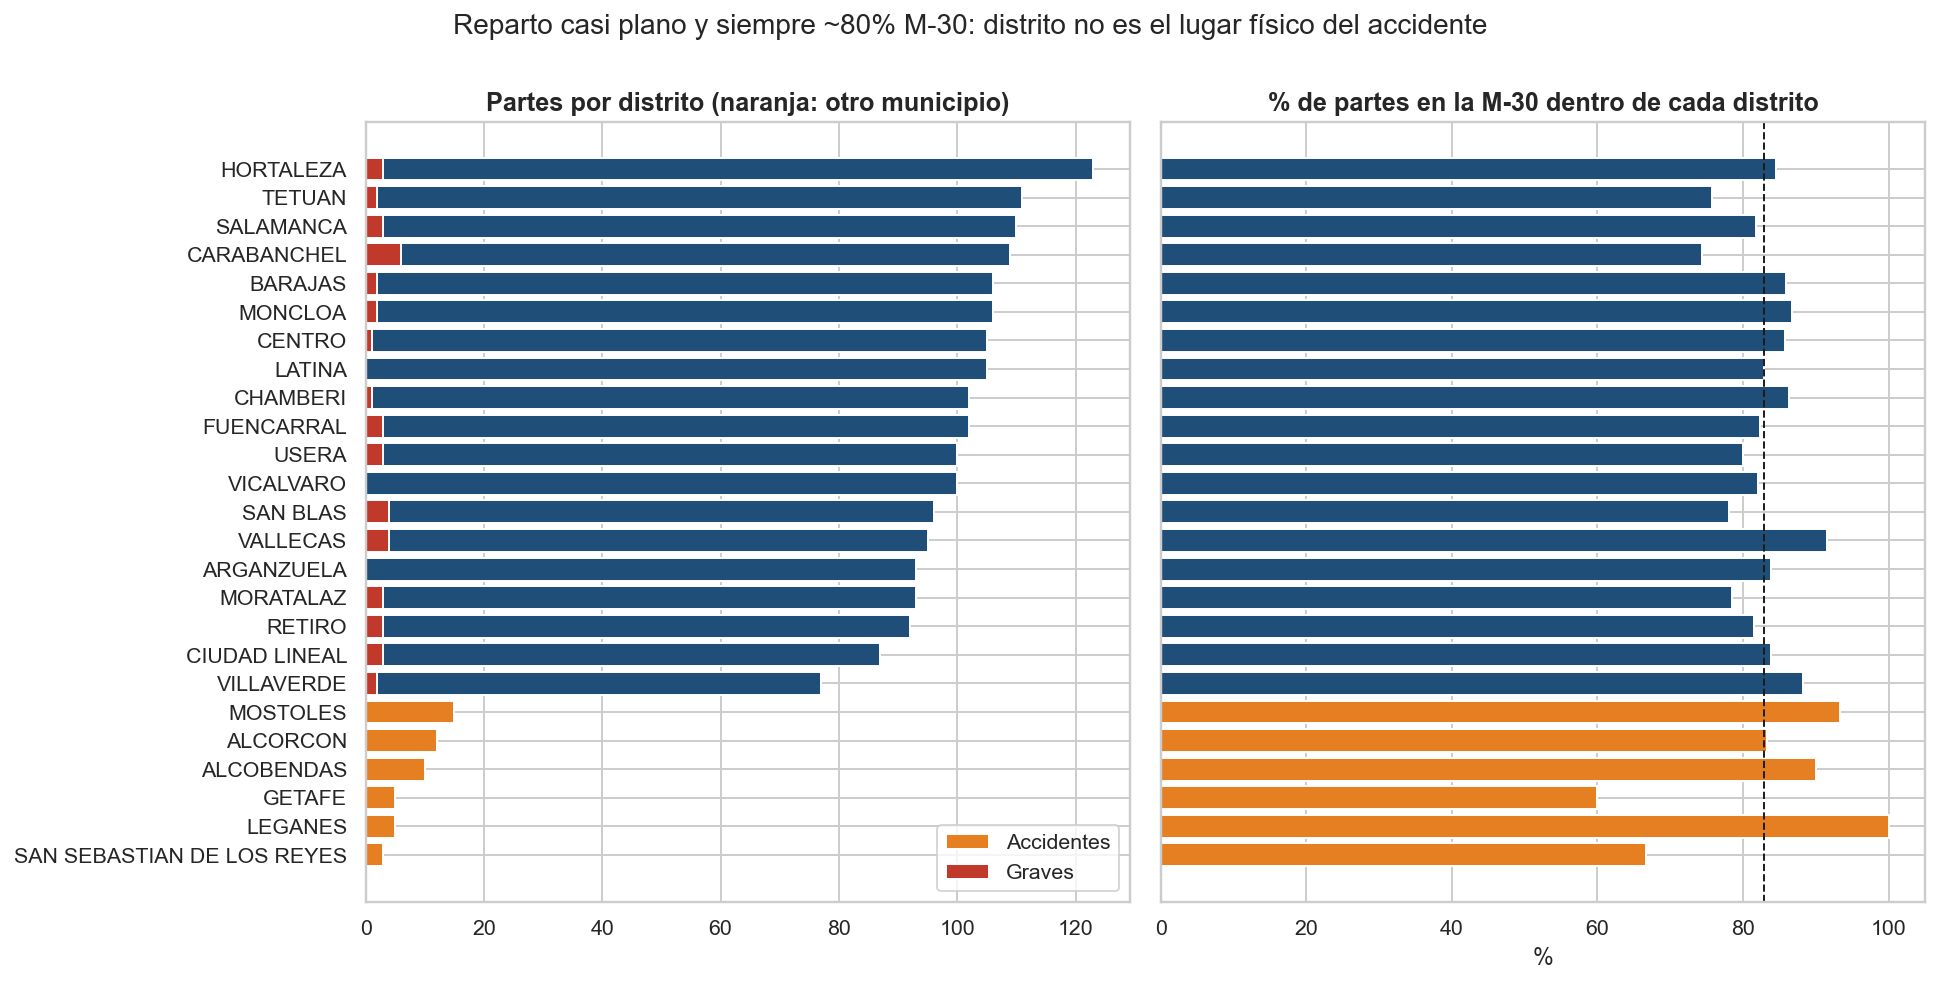 Reparto casi plano y siempre ~80% M-30: distrito no es el lugar físico del accidente
Partes por distrito (naranja: otro municipio)
HORTALEZA
TETUAN
SALAMANCA
CARABANCHEL
BARAJAS
MONCLOA
CENTRO
LATINA
CHAMBERI
FUENCARRAL
USERA
VICALVARO
SAN BLAS
VALLECAS
ARGANZUELA
MORATALAZ
RETIRO
CIUDAD LINEAL
VILLAVERDE
MOSTOLES
ALCORCON
ALCOBENDAS
GETAFE
LEGANES
SAN SEBASTIAN DE LOS REYES
Accidentes
Graves
0 20 40 60 80 100 120
% de partes en la M-30 dentro de cada distrito
0 20 40 60 80 100
%